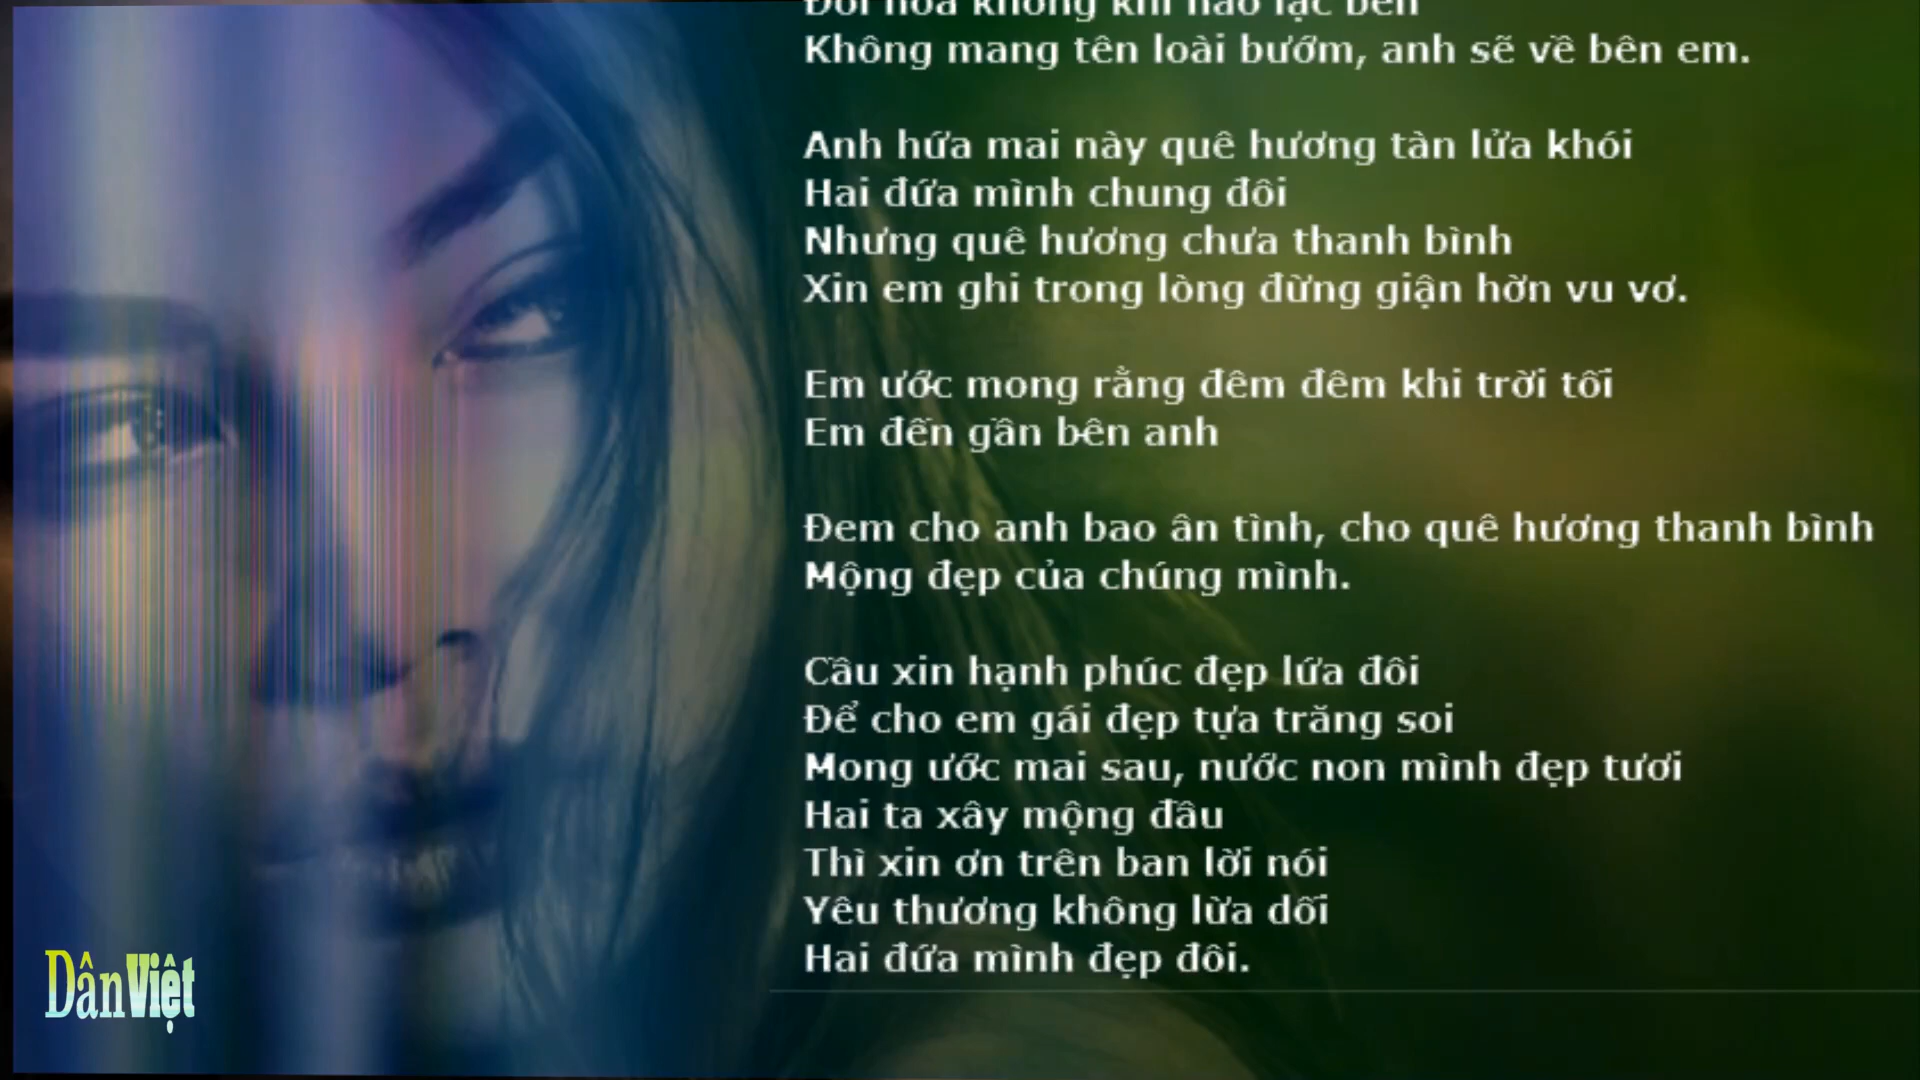 Đời hoa không khi nào lạc bến
Không mang tên loài bướm, anh sẽ về bên em.
Anh hứa mai này quê hương tàn lửa khói
Hai đứa mình chung đôi
Nhưng quê hương chưa thanh bình
Xin em ghi trong lòng đừng giận hờn vu vơ.
Em ước mong rằng đêm đêm khi trời tối
Em đến gần bên anh
Đem cho anh bao ân tình, cho quê hương thanh bình
Mộng đẹp của chúng mình.
Cầu xin hạnh phúc đẹp lứa đôi
Để cho em gái đẹp tựa trăng soi
Mong ước mai sau, nước non mình đẹp tươi
Hai ta xây mộng đầu
Thì xin ơn trên ban lời nói
Yêu thương không lừa dối
Hai đứa mình đẹp đôi.
DânViệt